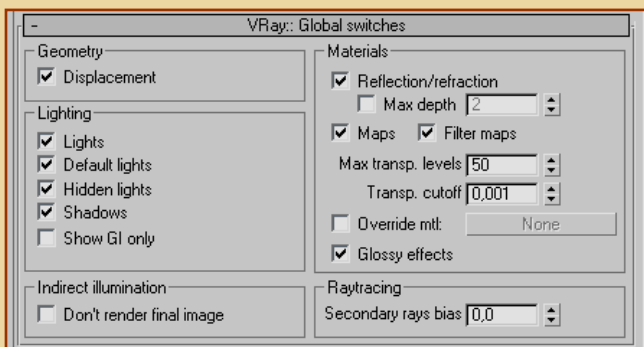 - VRay:: Global switches
Geometry
Displacement
Lighting
Lights
Default lights
Hidden lights
Shadows
Show GI only
Indirect illumination
Don't render final image
Materials
Reflection/refraction
Max depth 2
Maps Filter maps
Max transp. levels 50
Transp. cutoff 0,001
Override mtl: None
Glossy effects
Raytracing
Secondary rays bias 0,0